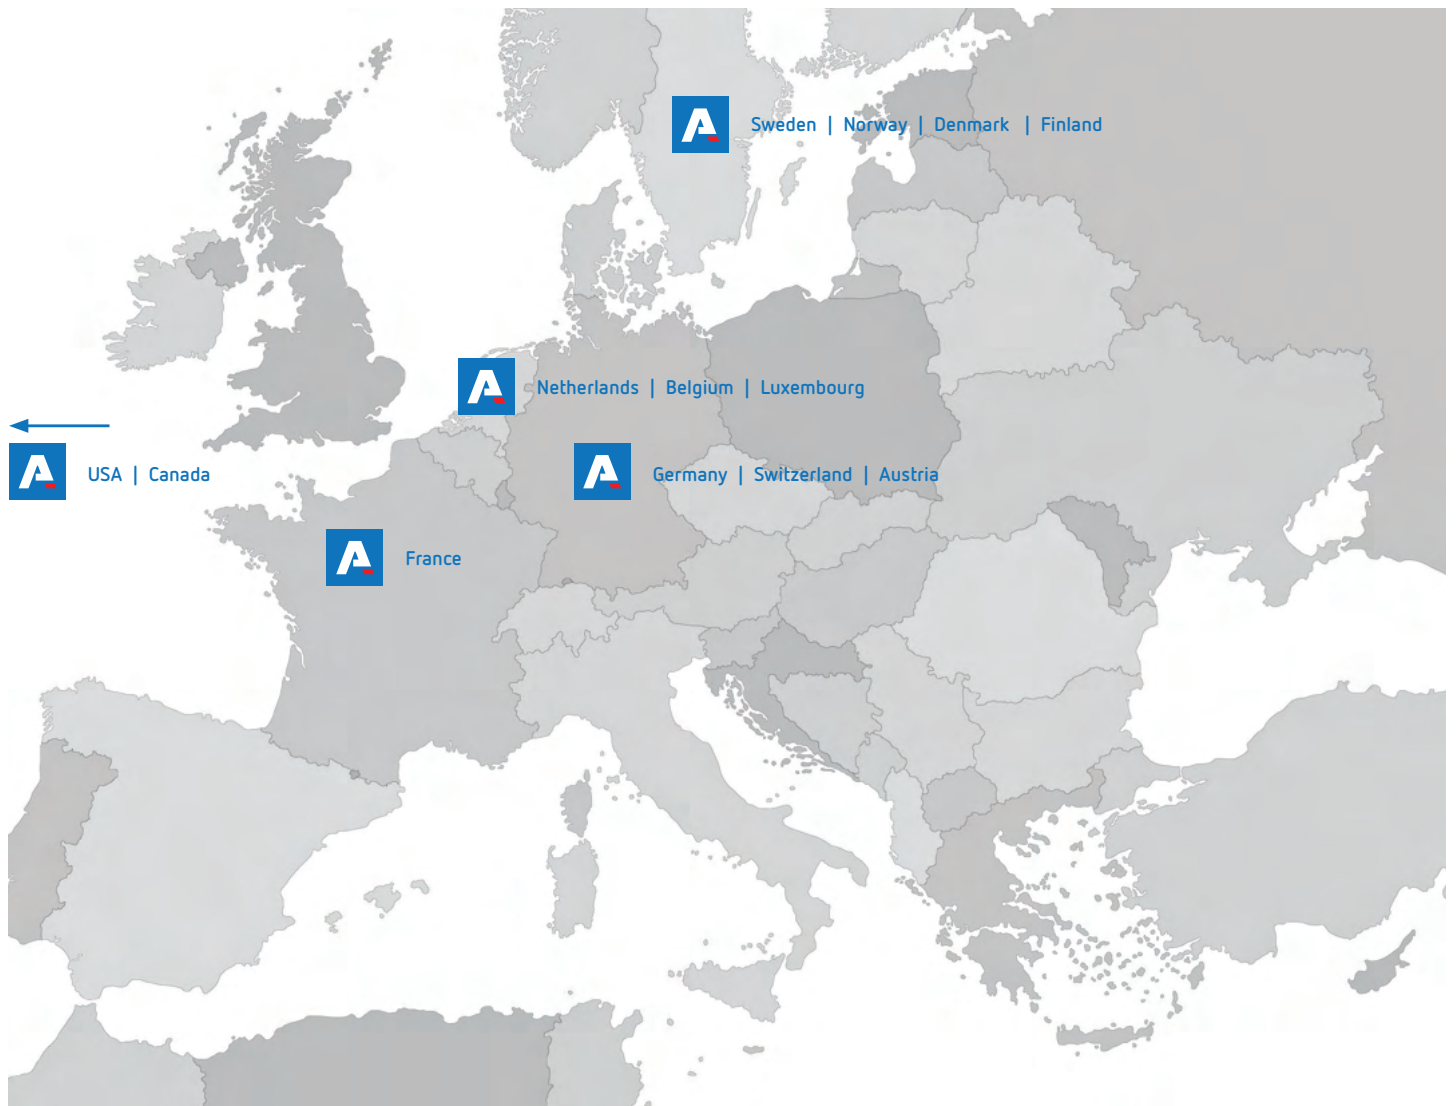 Sweden | Norway | Denmark | Finland
Netherlands | Belgium | Luxembourg
USA | Canada
Germany | Switzerland | Austria
France